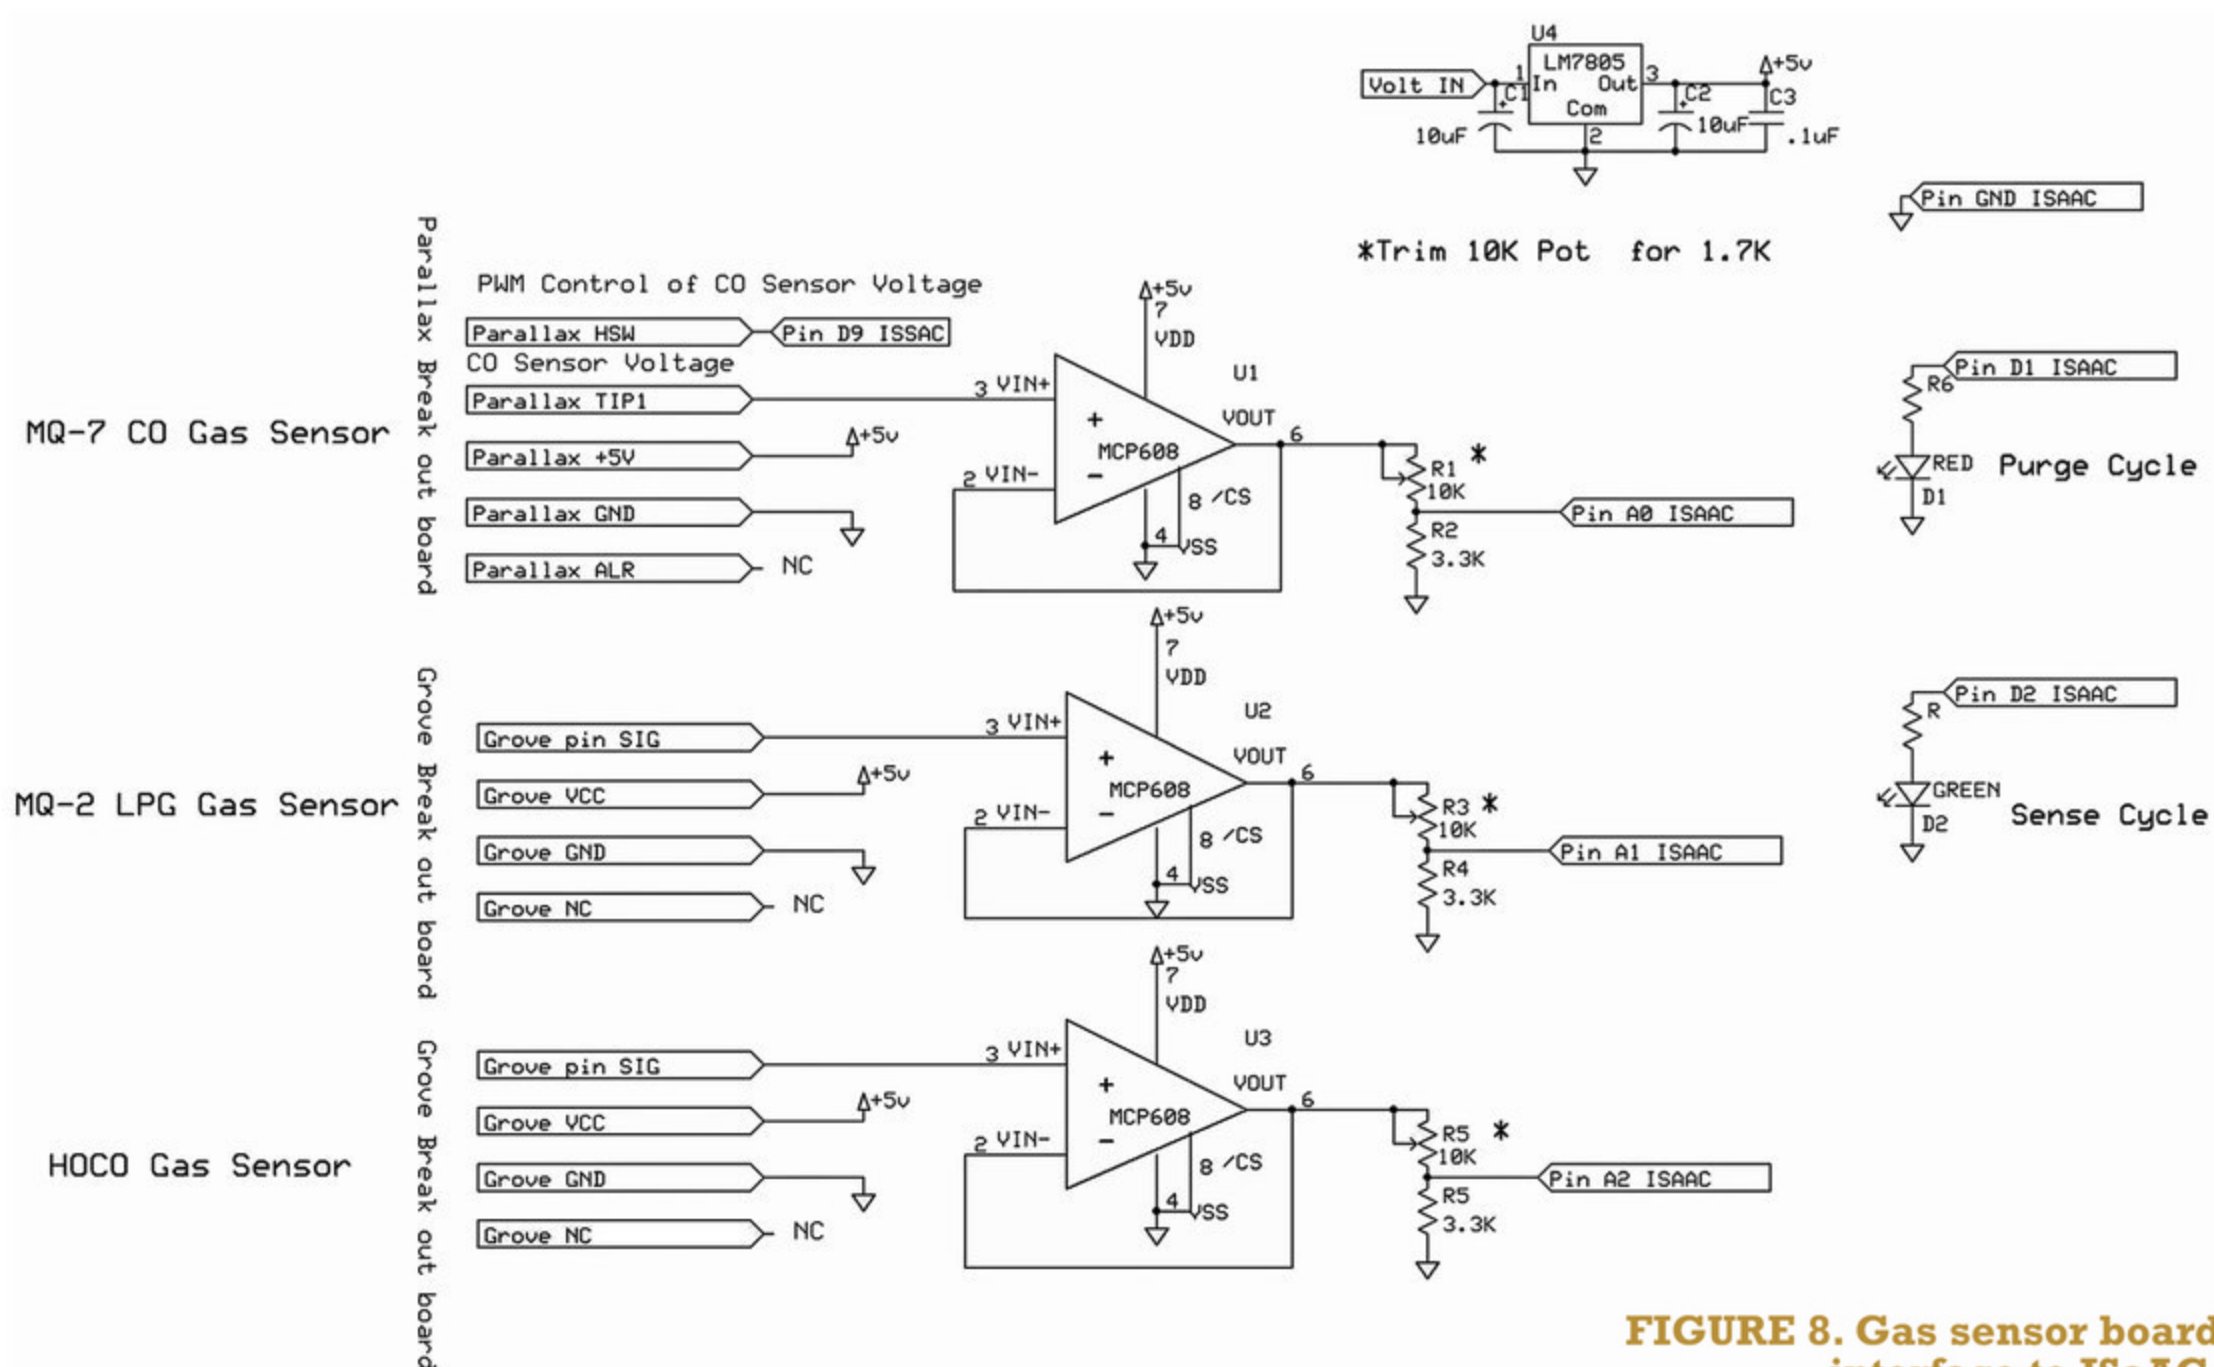 U4
LM7805
Volt IN
1
In
Out
3
Com
2
C1
10uF
+5v
C2
10uF
C3
.1uF
Pin GND ISAAC
*Trim 10K Pot for 1.7K
MQ-7 CO Gas Sensor
Parallax Break out board
PWM Control of CO Sensor Voltage
Parallax HSW
Pin D9 ISSAC
CO Sensor Voltage
Parallax TIP1
Parallax +5V
+5v
Parallax GND
Parallax ALR
NC
+5v
7
VDD
U1
3 VIN+
+
VOUT
MCP608
6
2 VIN-
-
8 /CS
4
VSS
R1 *
10K
Pin A0 ISAAC
R2
3.3K
Pin D1 ISAAC
R6
RED
Purge Cycle
D1
MQ-2 LPG Gas Sensor
Grove Break out board
Grove pin SIG
Grove VCC
+5v
Grove GND
Grove NC
NC
+5v
7
VDD
U2
3 VIN+
+
VOUT
MCP608
6
2 VIN-
-
8 /CS
4
VSS
R3 *
10K
Pin A1 ISAAC
R4
3.3K
Pin D2 ISAAC
R
GREEN
Sense Cycle
D2
HOCO Gas Sensor
Grove Break out board
Grove pin SIG
Grove VCC
+5v
Grove GND
Grove NC
NC
+5v
7
VDD
U3
3 VIN+
+
VOUT
MCP608
6
2 VIN-
-
8 /CS
4
VSS
R5 *
10K
Pin A2 ISAAC
R5
3.3K
FIGURE 8. Gas sensor board